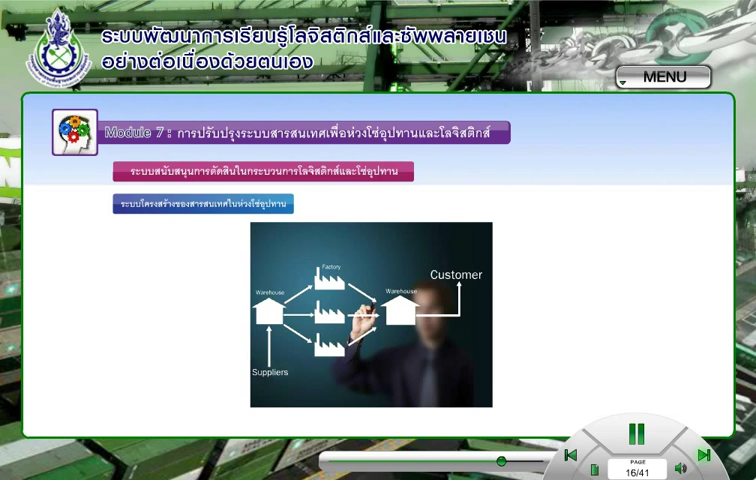 ระบบพัฒนาการเรียนรู้โลจิสติกส์และซัพพลายเชน
อย่างต่อเนื่องด้วยตนเอง
MENU
Module 7 : การปรับปรุงระบบสารสนเทศเพื่อห่วงโซ่อุปทานและโลจิสติกส์
ระบบสนับสนุนการตัดสินในกระบวนการโลจิสติกส์และโซ่อุปทาน
ระบบโครงสร้างของสารสนเทศในห่วงโซ่อุปทาน
Factory
Customer
Warehouse
Warehouse
Suppliers
PAGE
16/41